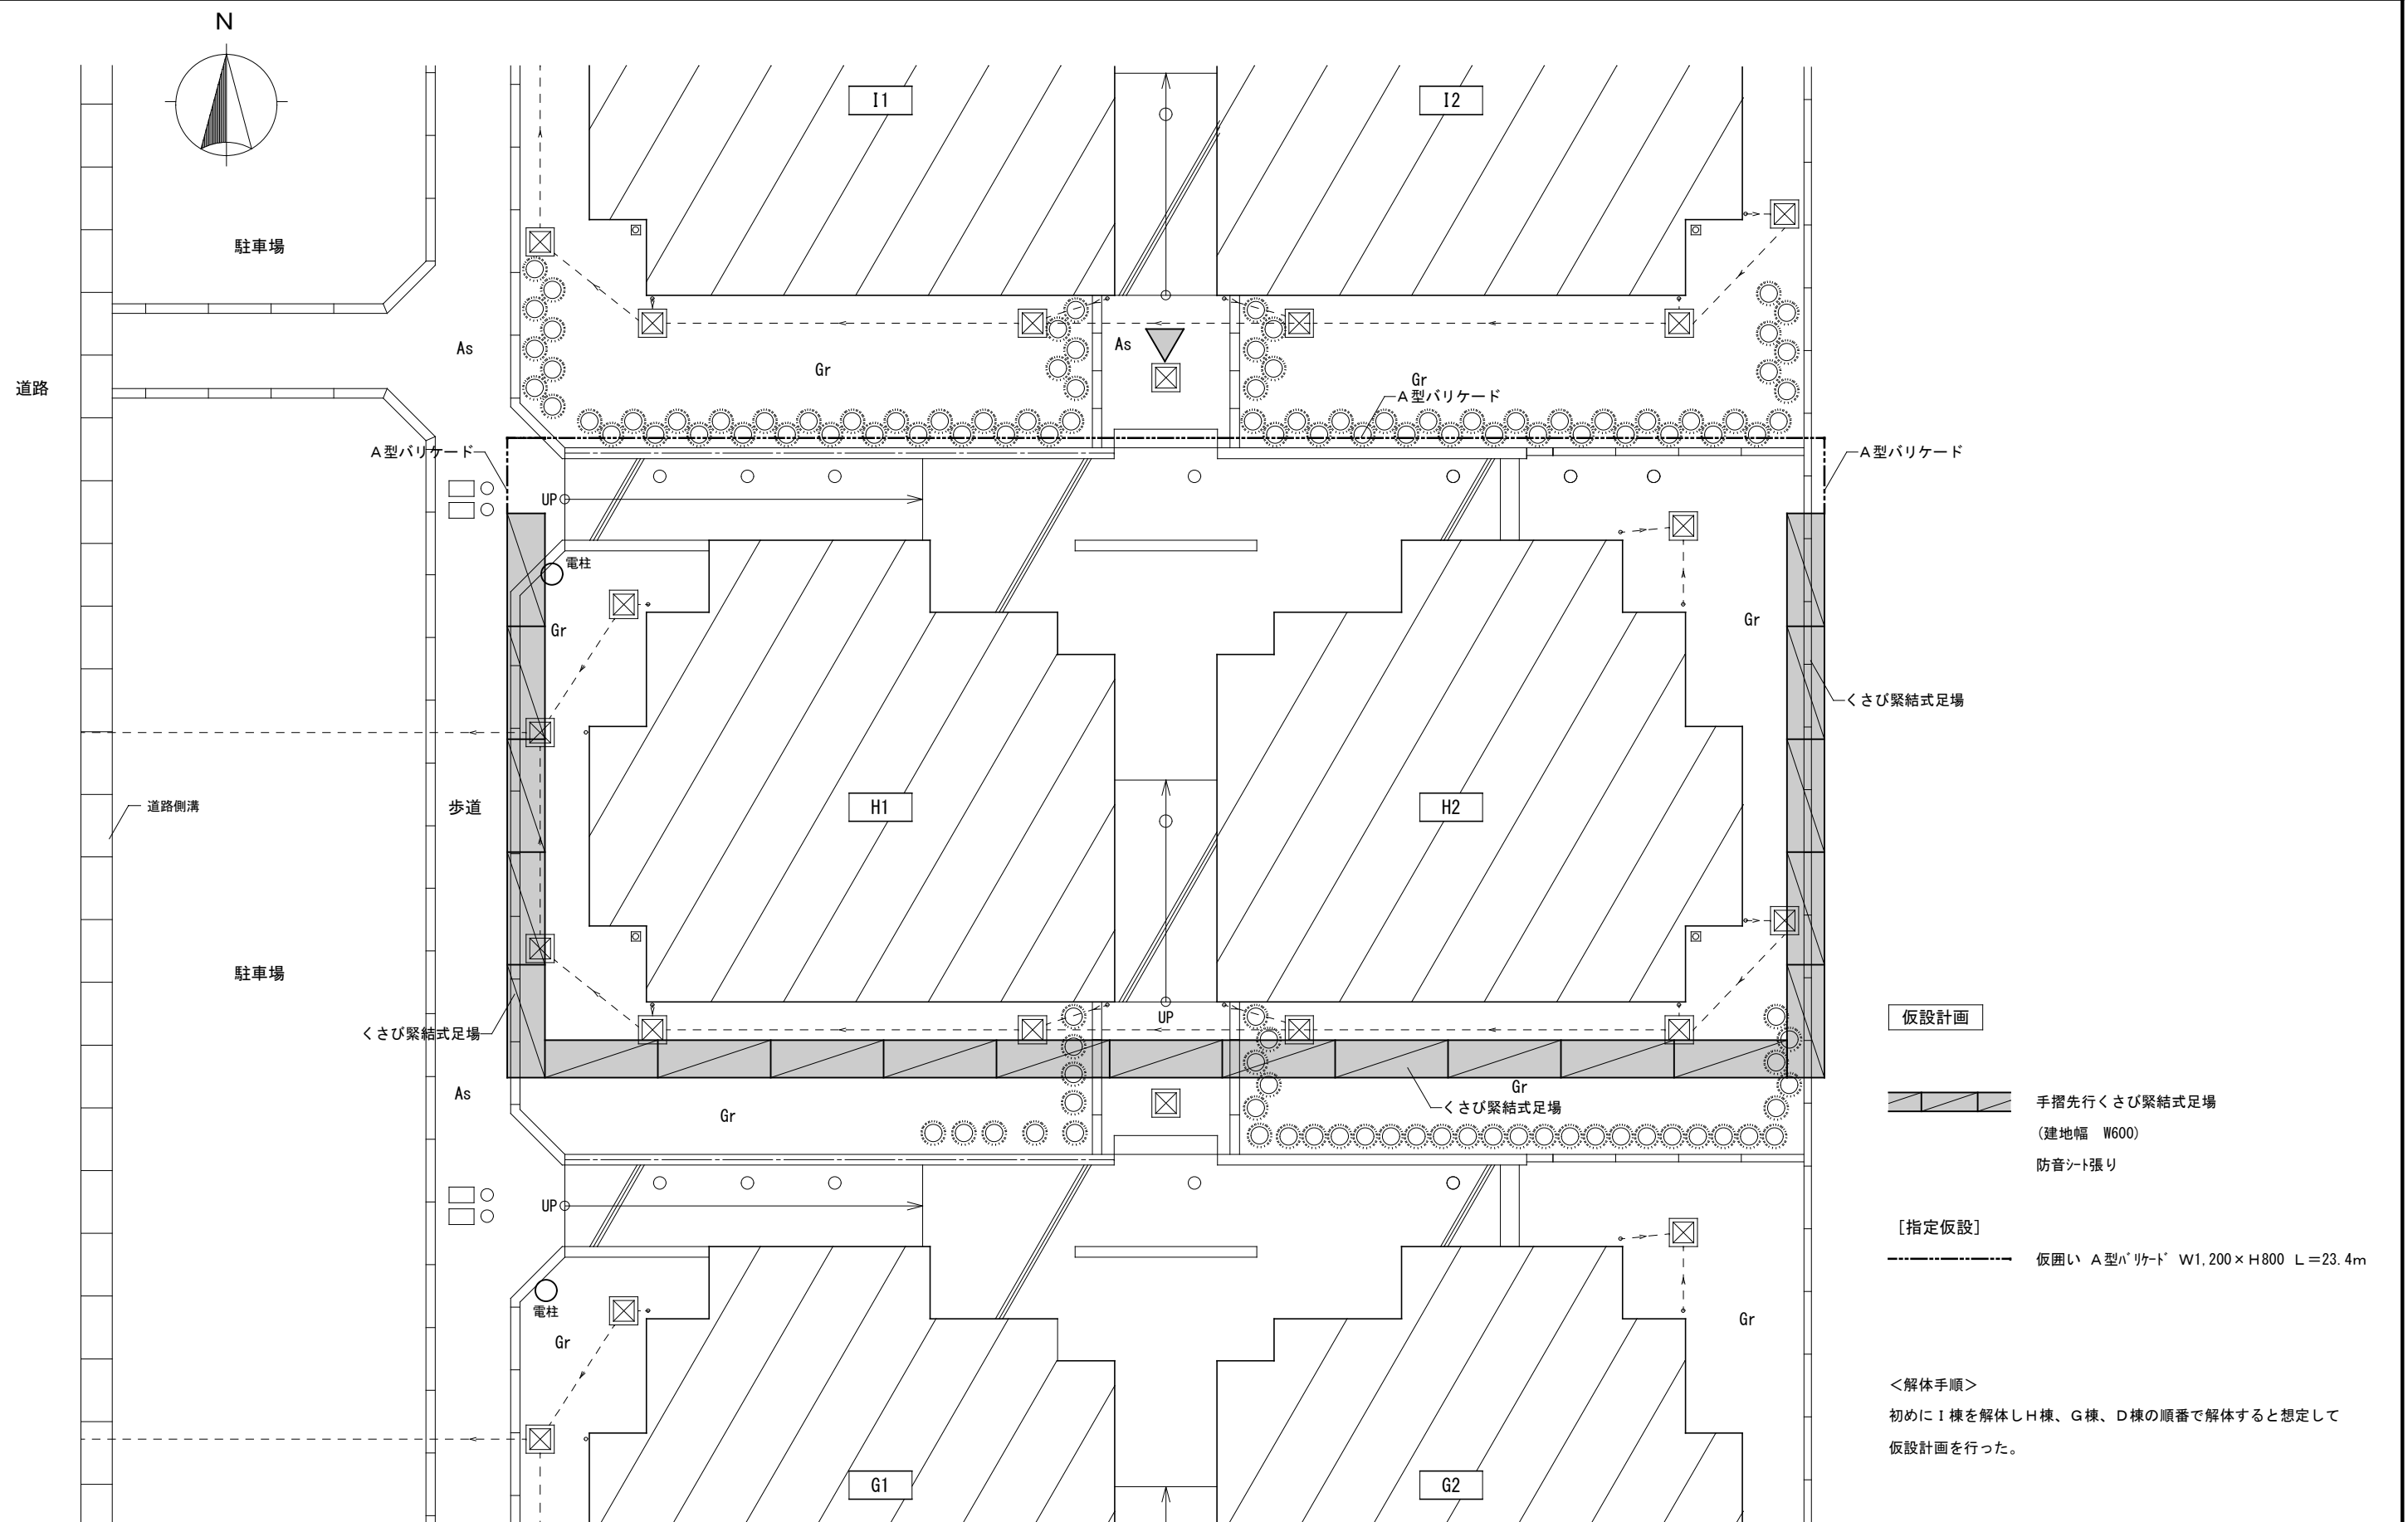 N
I1
I2
駐車場
As
As
道路
Gr
Gr
A型バリケード
A型バリケード
A型バリケード
UP
電柱
Gr
Gr
くさび緊結式足場
道路側溝
歩道
H1
H2
駐車場
仮設計画
UP
くさび緊結式足場
As
Gr
Gr
くさび緊結式足場
手摺先行くさび緊結式足場
(建地幅 W600)
防音ｼｰﾄ張り
UP
[指定仮設]
仮囲い A型ﾊﾞﾘｹｰﾄﾞ W1,200×H800 L=23.4m
電柱
Gr
Gr
<解体手順>
初めにI棟を解体しH棟、G棟、D棟の順番で解体すると想定して
仮設計画を行った。
G1
G2